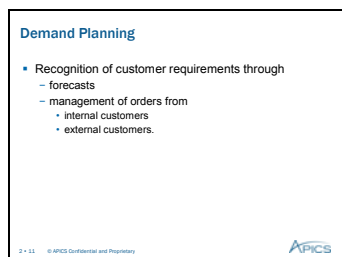 Demand Planning
▪ Recognition of customer requirements through
– forecasts
– management of orders from
• internal customers
• external customers.
2 • 11 © APICS Confidential and Proprietary
APICS